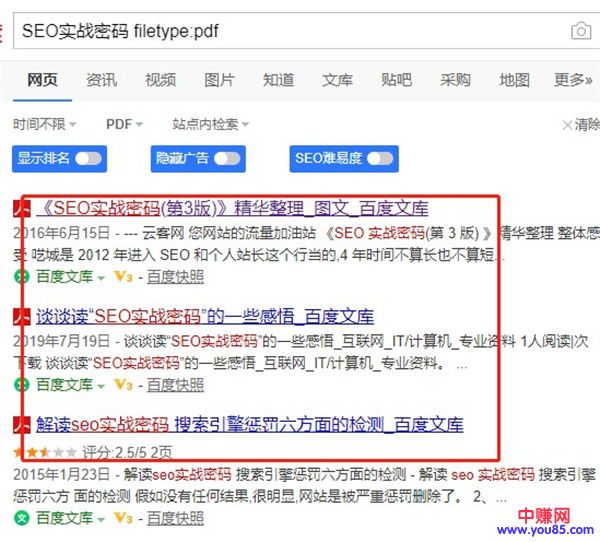 SEO实战密码 filetype:pdf
网页 资讯 视频 图片 知道 文库 贴吧 采购 地图 更多»
时间不限 PDF 站点内检索 ×清除
显示排名 隐藏广告 SEO难易度
《SEO实战密码(第3版)》精华整理_图文_百度文库
2016年6月15日 - --- 云客网 您网站的流量加油站 《SEO 实战密码(第 3 版) 》精华整理 整体感
受 呓城是 2012 年进入 SEO 和个人站长这个行当的,4 年时间不算长也不算短...
百度文库 V3 - 百度快照
谈谈读“SEO实战密码”的一些感悟_百度文库
2019年7月19日 - 谈谈读“SEO实战密码”的一些感悟_互联网_IT/计算机_专业资料 1人阅读|次
下载 谈谈读“SEO实战密码”的一些感悟_互联网_IT/计算机_专业资料。 ...
百度文库 V3 - 百度快照
解读seo实战密码 搜索引擎惩罚六方面的检测_百度文库
评分:2.5/5 2页
2015年1月23日 - 解读seo实战密码 搜索引擎惩罚六方面的检测 - 解读 seo 实战密码 搜索引擎
惩罚六方 面的检测 假如没有任何结果,很明显,网站是被严重惩罚删除了。 2、...
百度文库 V3 - 百度快照
中赚网
www.you85.com